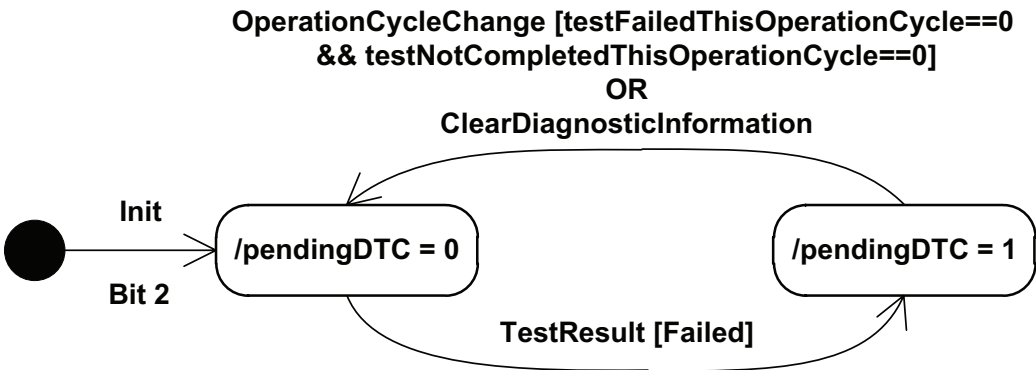 OperationCycleChange [testFailedThisOperationCycle==0
&& testNotCompletedThisOperationCycle==0]
OR
ClearDiagnosticInformation
Init
/pendingDTC = 0
/pendingDTC = 1
Bit 2
TestResult [Failed]